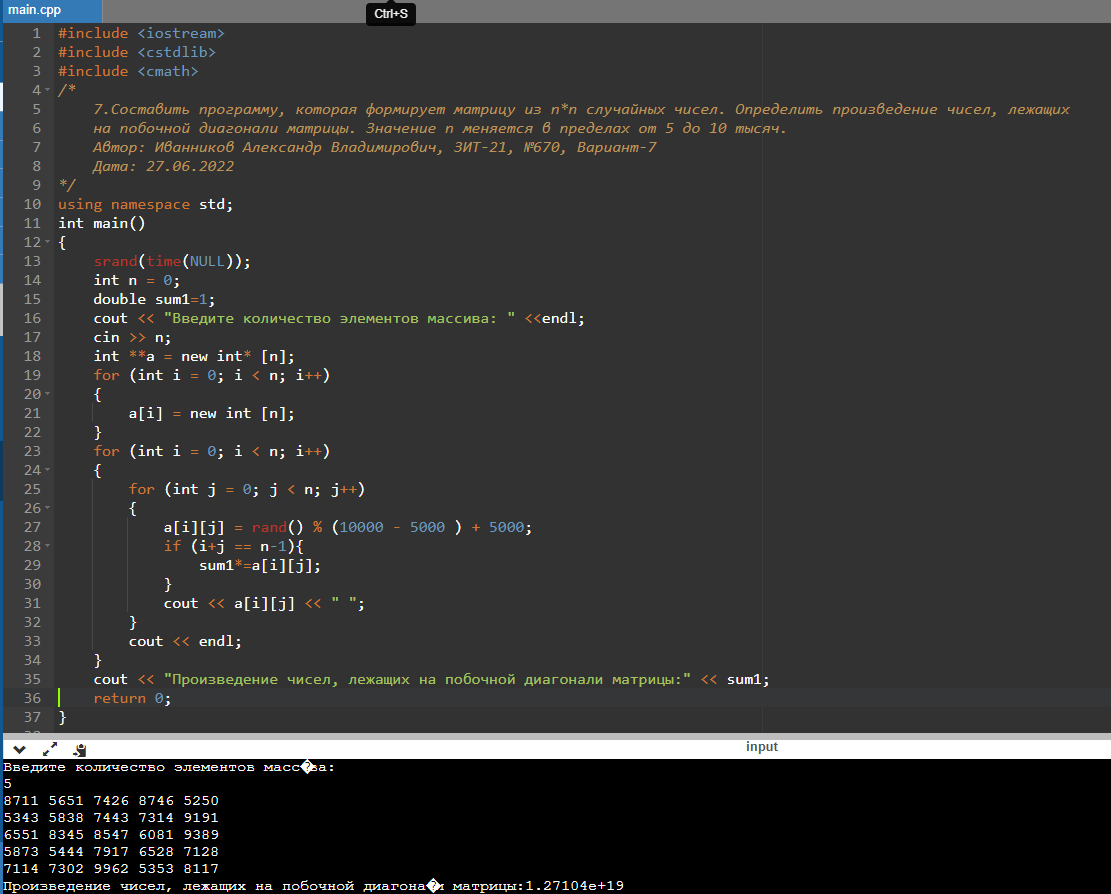 main.cpp
Ctrl+S
1 #include <iostream>
2 #include <cstdlib>
3 #include <cmath>
4 /*
5 7.Составить программу, которая формирует матрицу из n*n случайных чисел. Определить произведение чисел, лежащих
6 на побочной диагонали матрицы. Значение n меняется в пределах от 5 до 10 тысяч.
7 Автор: Иванников Александр Владимирович, ЗИТ-21, №670, Вариант-7
8 Дата: 27.06.2022
9 */
10 using namespace std;
11 int main()
12 {
13 srand(time(NULL));
14 int n = 0;
15 double sum1=1;
16 cout << "Введите количество элементов массива: " <<endl;
17 cin >> n;
18 int **a = new int* [n];
19 for (int i = 0; i < n; i++)
20 {
21 a[i] = new int [n];
22 }
23 for (int i = 0; i < n; i++)
24 {
25 for (int j = 0; j < n; j++)
26 {
27 a[i][j] = rand() % (10000 - 5000 ) + 5000;
28 if (i+j == n-1){
29 sum1*=a[i][j];
30 }
31 cout << a[i][j] << " ";
32 }
33 cout << endl;
34 }
35 cout << "Произведение чисел, лежащих на побочной диагонали матрицы:" << sum1;
36 return 0;
37 }
input
Введите количество элементов масс�ва:
5
8711 5651 7426 8746 5250
5343 5838 7443 7314 9191
6551 8345 8547 6081 9389
5873 5444 7917 6528 7128
7114 7302 9962 5353 8117
Произведение чисел, лежащих на побочной диагона�и матрицы:1.27104e+19